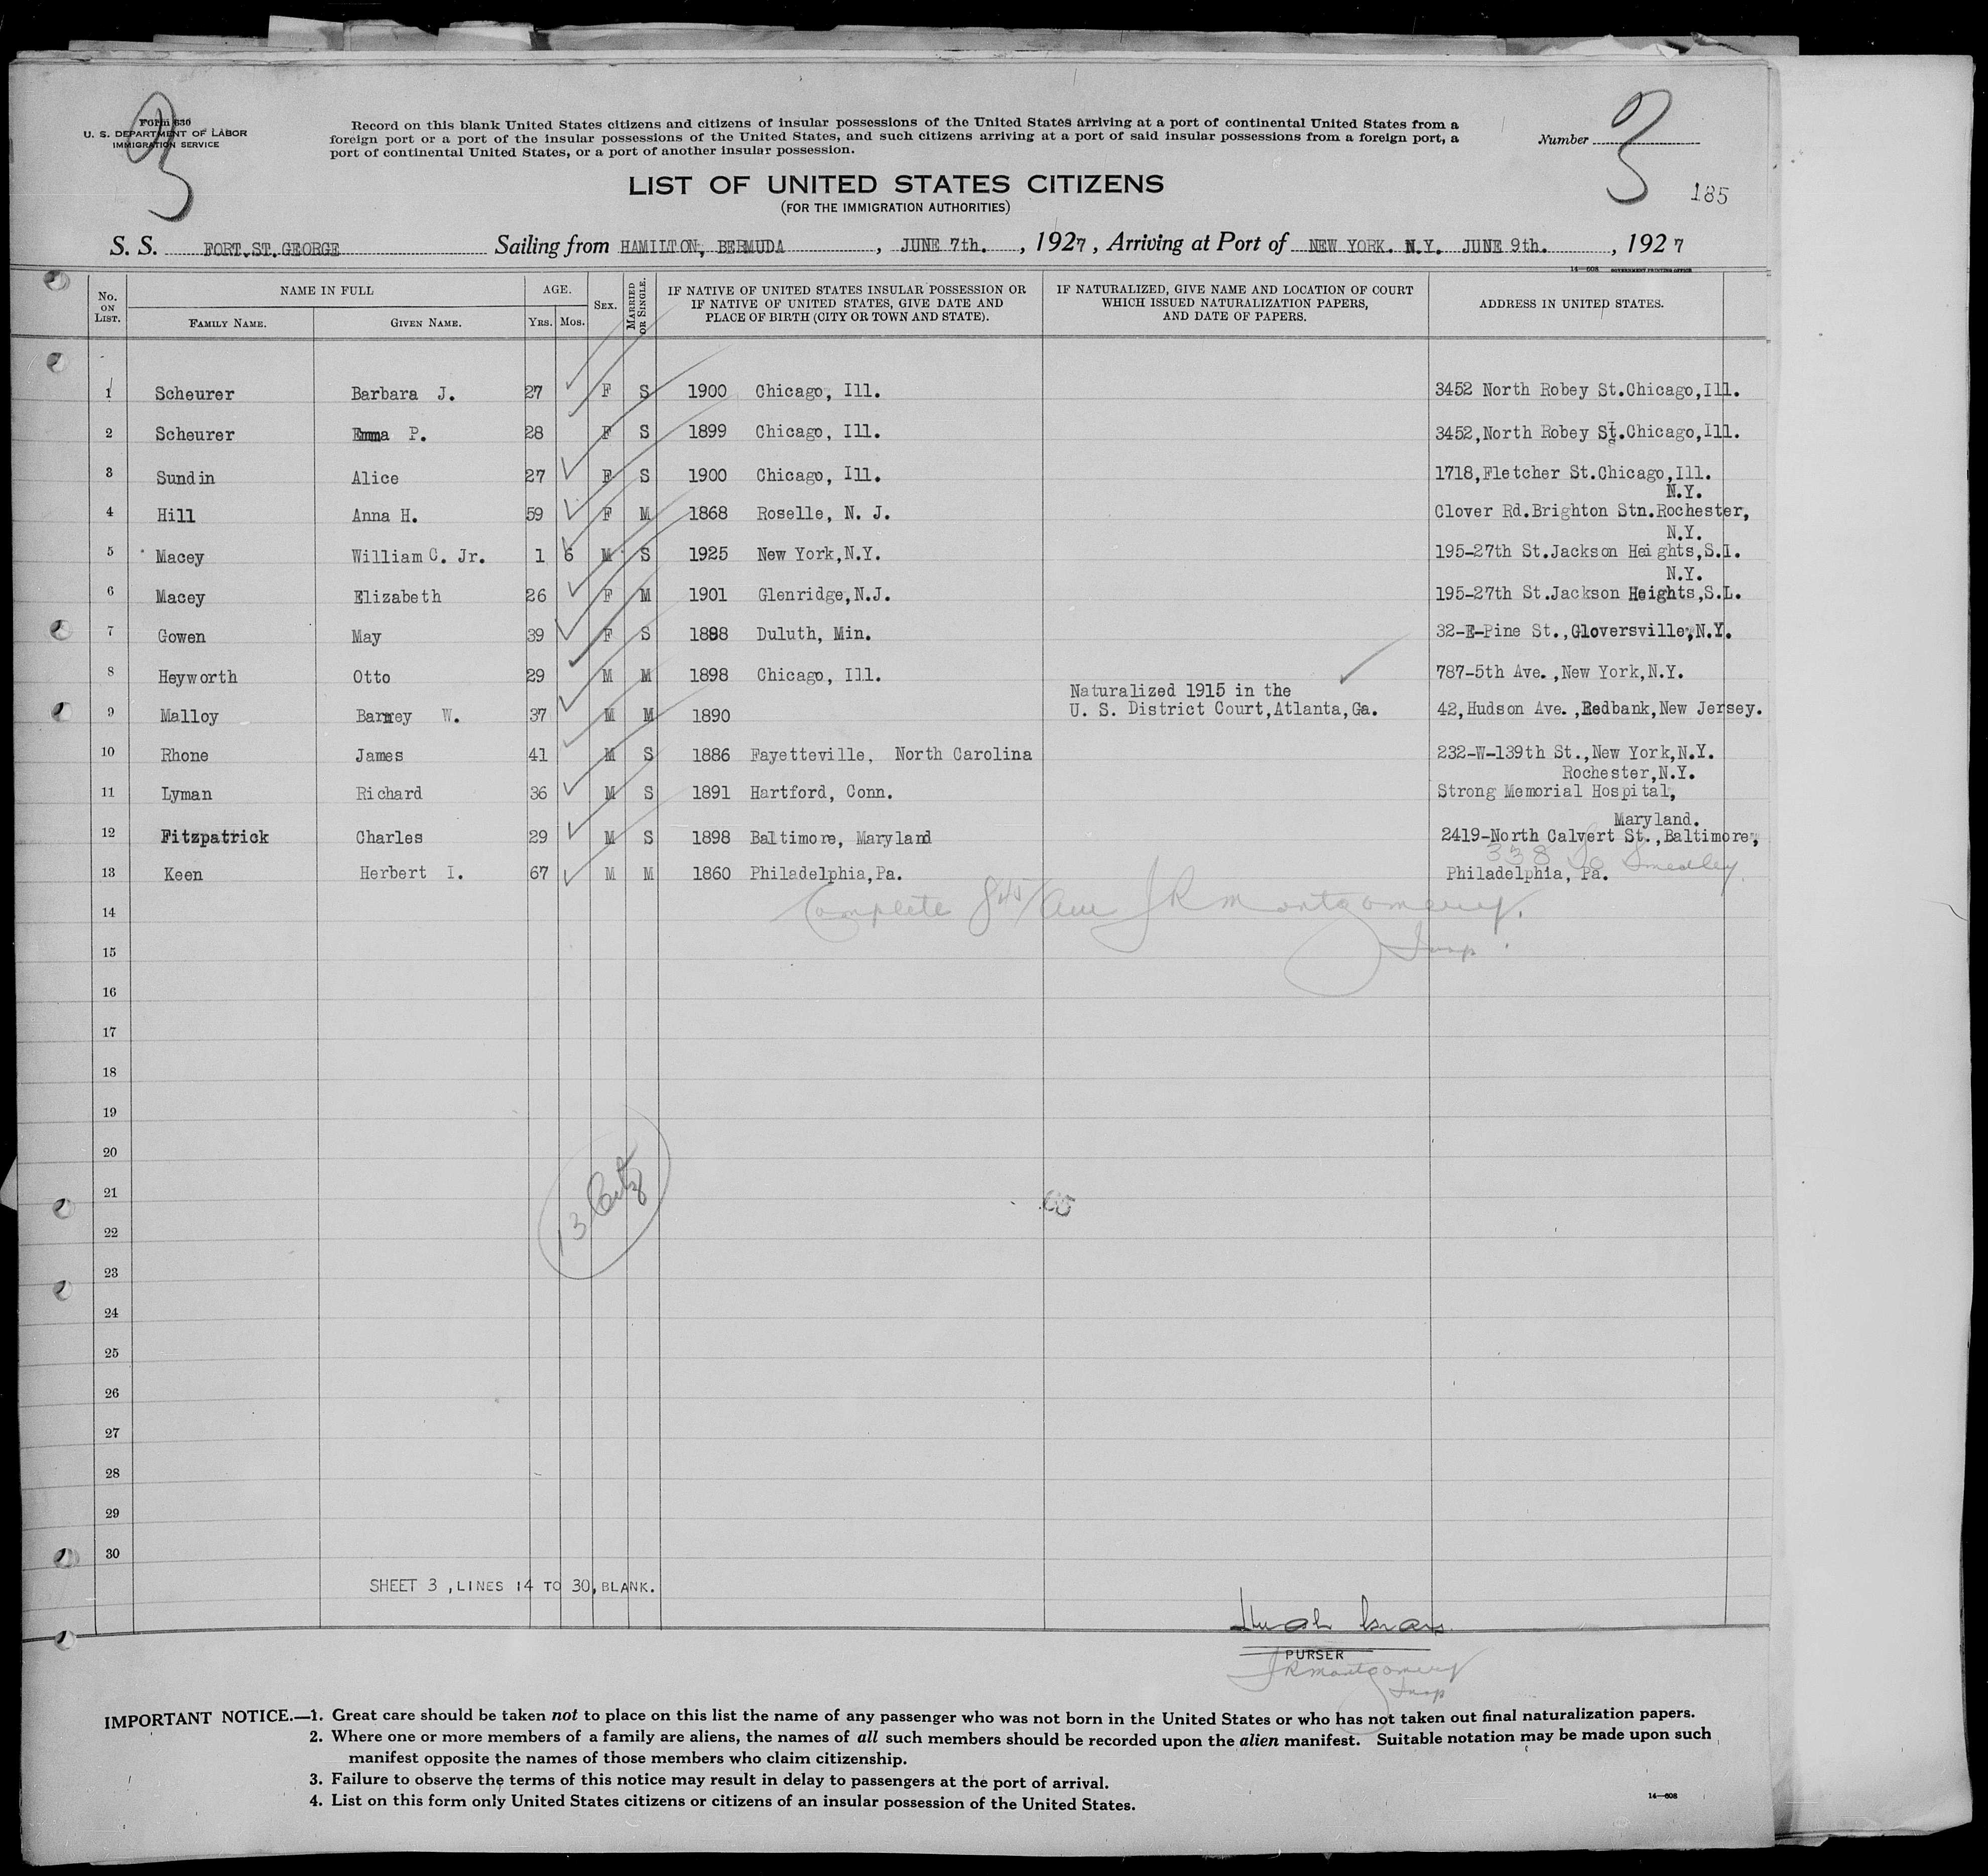 Form 630
U. S. DEPARTMENT OF LABOR
IMMIGRATION SERVICE
3
Record on this blank United States citizens and citizens of insular possessions of the United States arriving at a port of continental United States from a
foreign port or a port of the insular possessions of the United States, and such citizens arriving at a port of said insular possessions from a foreign port, a
port of continental United States, or a port of another insular possession.
Number 3
185
LIST OF UNITED STATES CITIZENS
(FOR THE IMMIGRATION AUTHORITIES)
S. S. FORT.ST.GEORGE Sailing from HAMILTON, BERMUDA , JUNE 7th. , 1927, Arriving at Port of NEW YORK. N.Y. JUNE 9th. , 1927
14—608 GOVERNMENT PRINTING OFFICE
No. ON LIST. NAME IN FULL AGE. SEX. MARRIED OR SINGLE. IF NATIVE OF UNITED STATES INSULAR POSSESSION OR IF NATIVE OF UNITED STATES, GIVE DATE AND PLACE OF BIRTH (CITY OR TOWN AND STATE). IF NATURALIZED, GIVE NAME AND LOCATION OF COURT WHICH ISSUED NATURALIZATION PAPERS, AND DATE OF PAPERS. ADDRESS IN UNITED STATES.
FAMILY NAME. GIVEN NAME. YRS. MOS.
1 Scheurer Barbara J. 27 F S 1900 Chicago, Ill. 3452 North Robey St.Chicago,Ill.
2 Scheurer Emma P. 28 F S 1899 Chicago, Ill. 3452,North Robey St.Chicago,Ill.
3 Sundin Alice 27 F S 1900 Chicago, Ill. 1718,Fletcher St.Chicago,Ill.
N.Y.
4 Hill Anna H. 59 F M 1868 Roselle, N. J. Clover Rd.Brighton Stn.Rochester,
N.Y.
5 Macey William C. Jr. 1 6 M S 1925 New York,N.Y. 195-27th St.Jackson Heights,S.I.
N.Y.
6 Macey Elizabeth 26 F M 1901 Glenridge,N.J. 195-27th St.Jackson Heights,S.L.
7 Gowen May 39 F S 1898 Duluth, Min. 32-E-Pine St.,Gloversville,N.Y.
8 Heyworth Otto 29 M M 1898 Chicago, Ill. 787-5th Ave.,New York,N.Y.
Naturalized 1915 in the
9 Malloy Barney W. 37 M M 1890 U. S. District Court,Atlanta,Ga. 42,Hudson Ave.,Redbank,New Jersey.
10 Rhone James 41 M S 1886 Fayetteville, North Carolina 232-W-139th St.,New York,N.Y.
Rochester,N.Y.
11 Lyman Richard 36 M S 1891 Hartford, Conn. Strong Memorial Hospital,
Maryland.
12 Fitzpatrick Charles 29 M S 1898 Baltimore, Maryland 2419-North Calvert St.,Baltimore,
338 So Smedley
13 Keen Herbert I. 67 M M 1860 Philadelphia,Pa. Philadelphia, Pa.
14 Complete 845/am JR Montgomery.
15 Insp.
16
17
18
19
20
21
22
23
24
25
26
27
28
29
30
13 Citz
SHEET 3 ,LINES 14 TO 30,BLANK.
PURSER
JR Montgomery
Insp
IMPORTANT NOTICE.—1. Great care should be taken not to place on this list the name of any passenger who was not born in the United States or who has not taken out final naturalization papers.
2. Where one or more members of a family are aliens, the names of all such members should be recorded upon the alien manifest. Suitable notation may be made upon such
manifest opposite the names of those members who claim citizenship.
3. Failure to observe the terms of this notice may result in delay to passengers at the port of arrival.
4. List on this form only United States citizens or citizens of an insular possession of the United States.
14—608